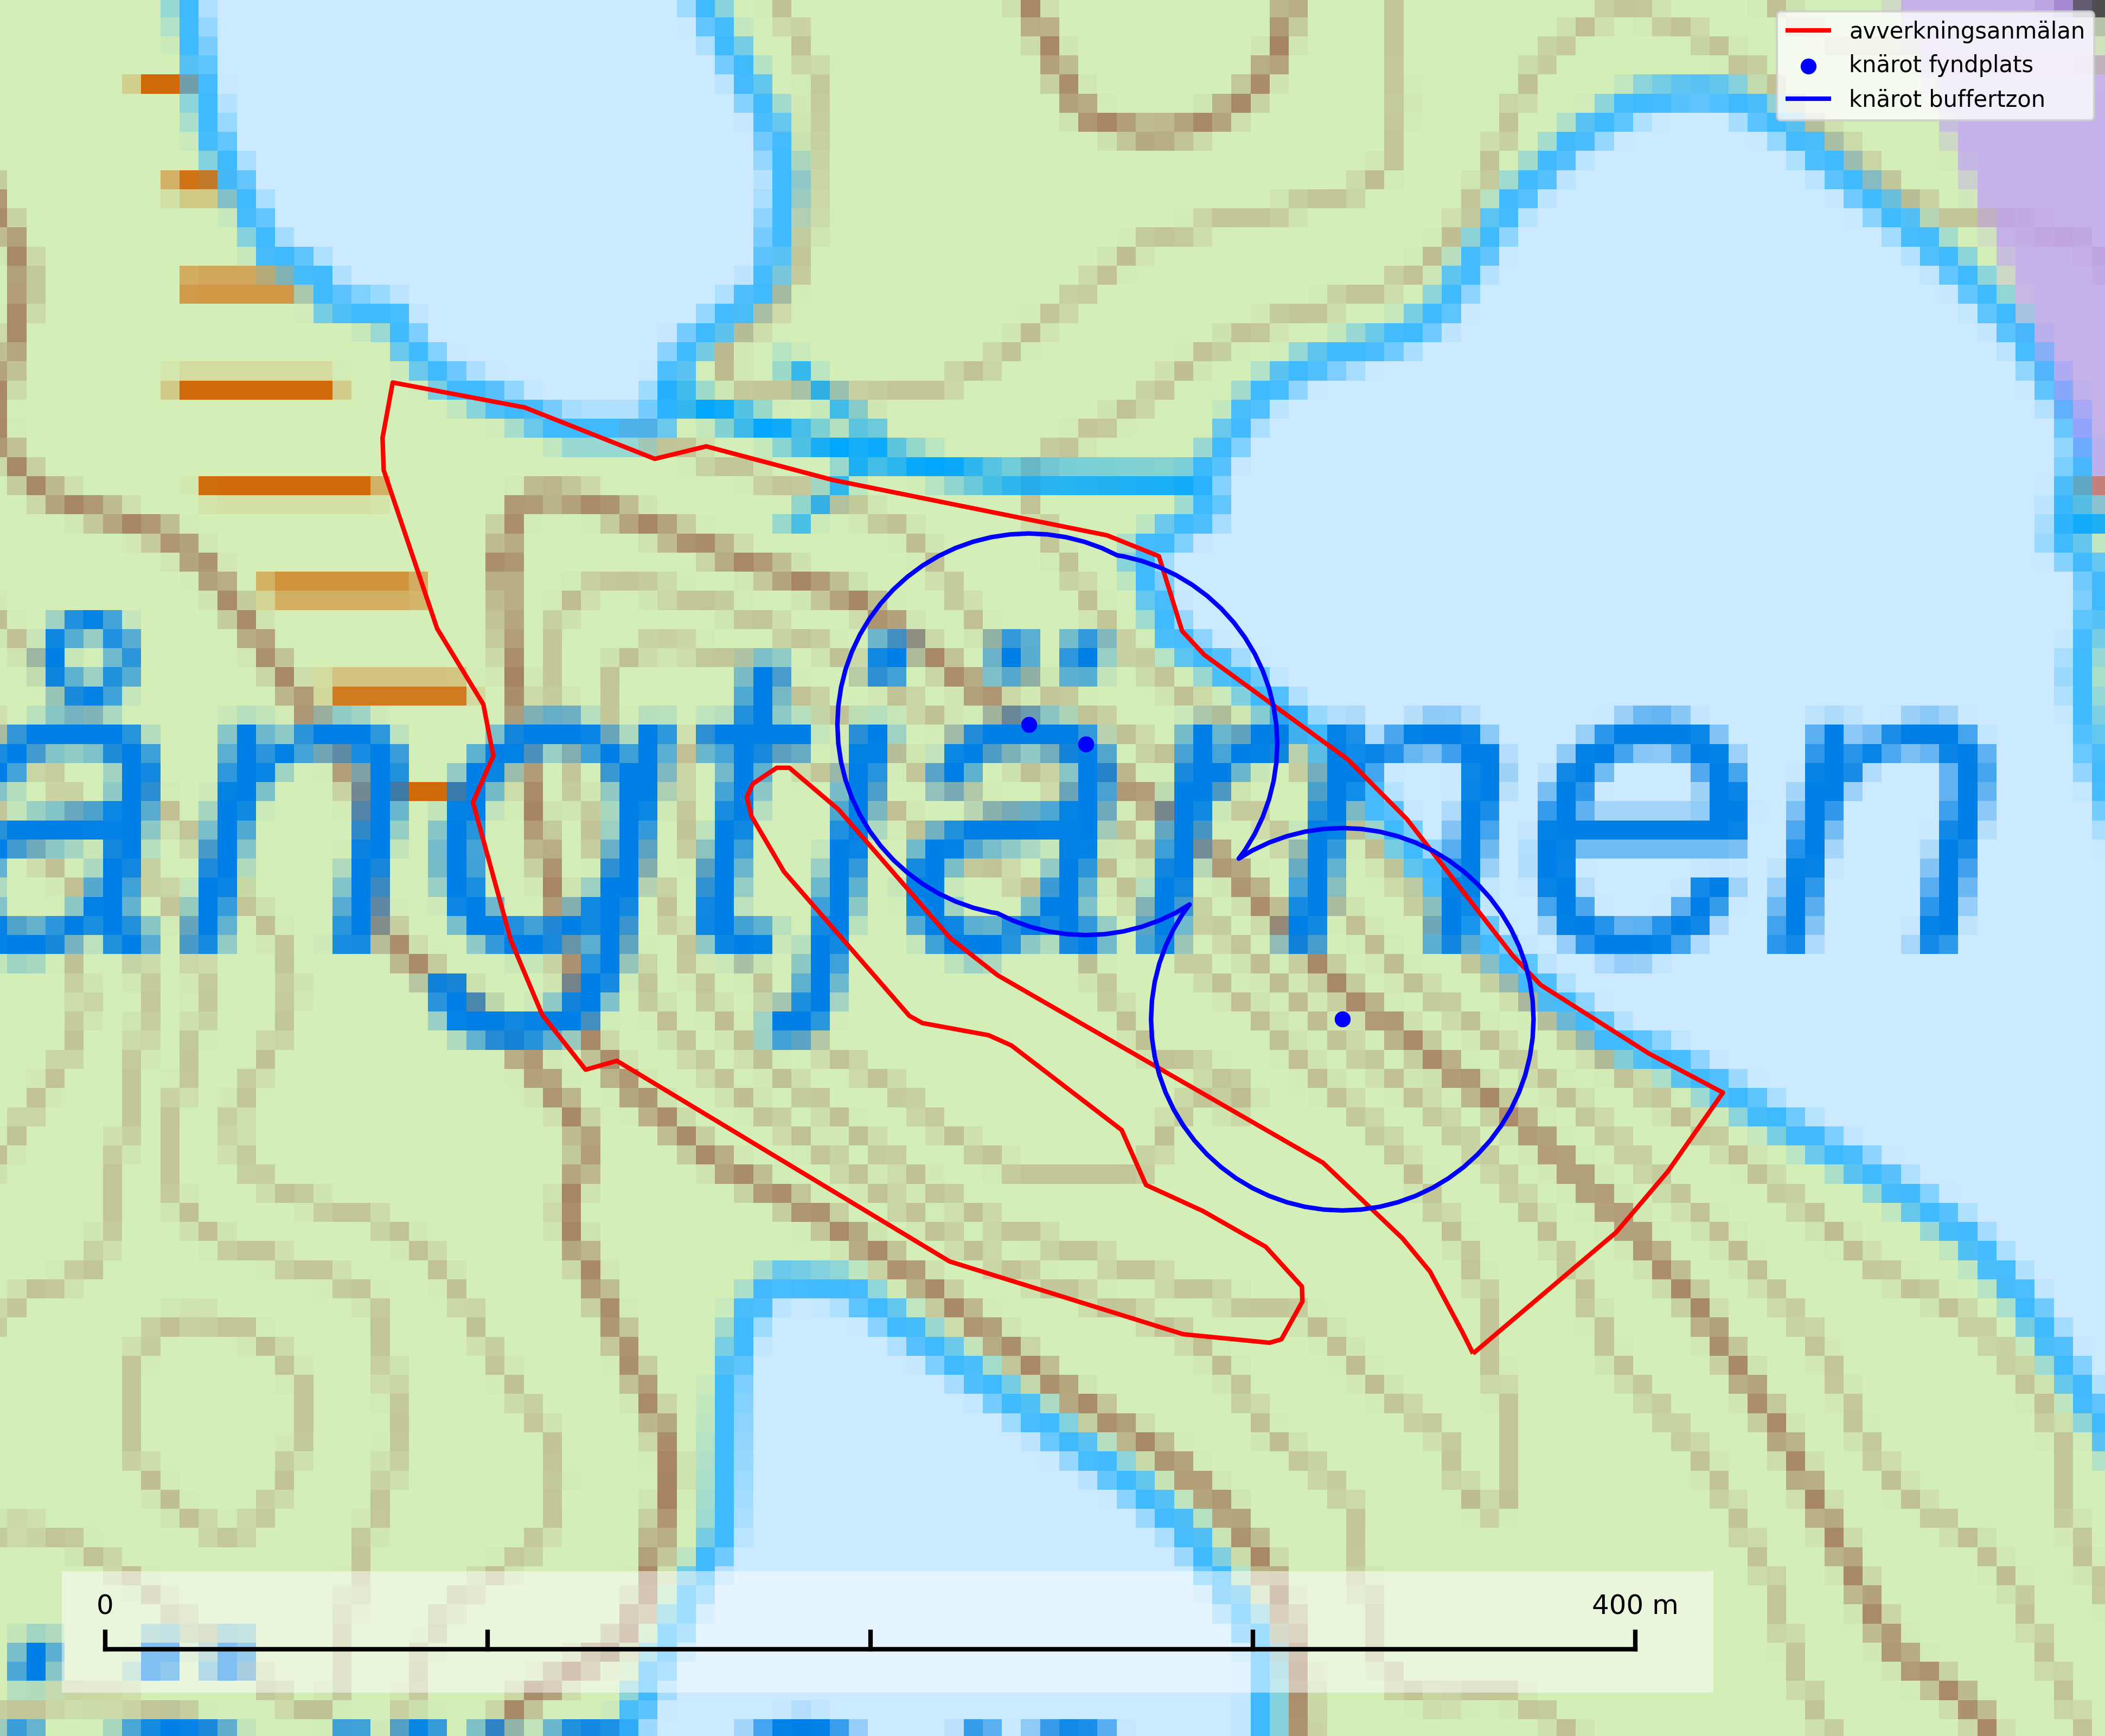 avverkningsanmälan
knärot fyndplats
knärot buffertzon
ångtjärnen
0 400 m